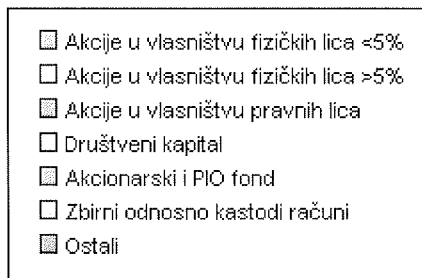 Akcije u vlasništvu fizičkih lica <5%
Akcije u vlasništvu fizičkih lica >5%
Akcije u vlasništvu pravnih lica
Društveni kapital
Akcionarski i PIO fond
Zbirni odnosno kastodi računi
Ostali